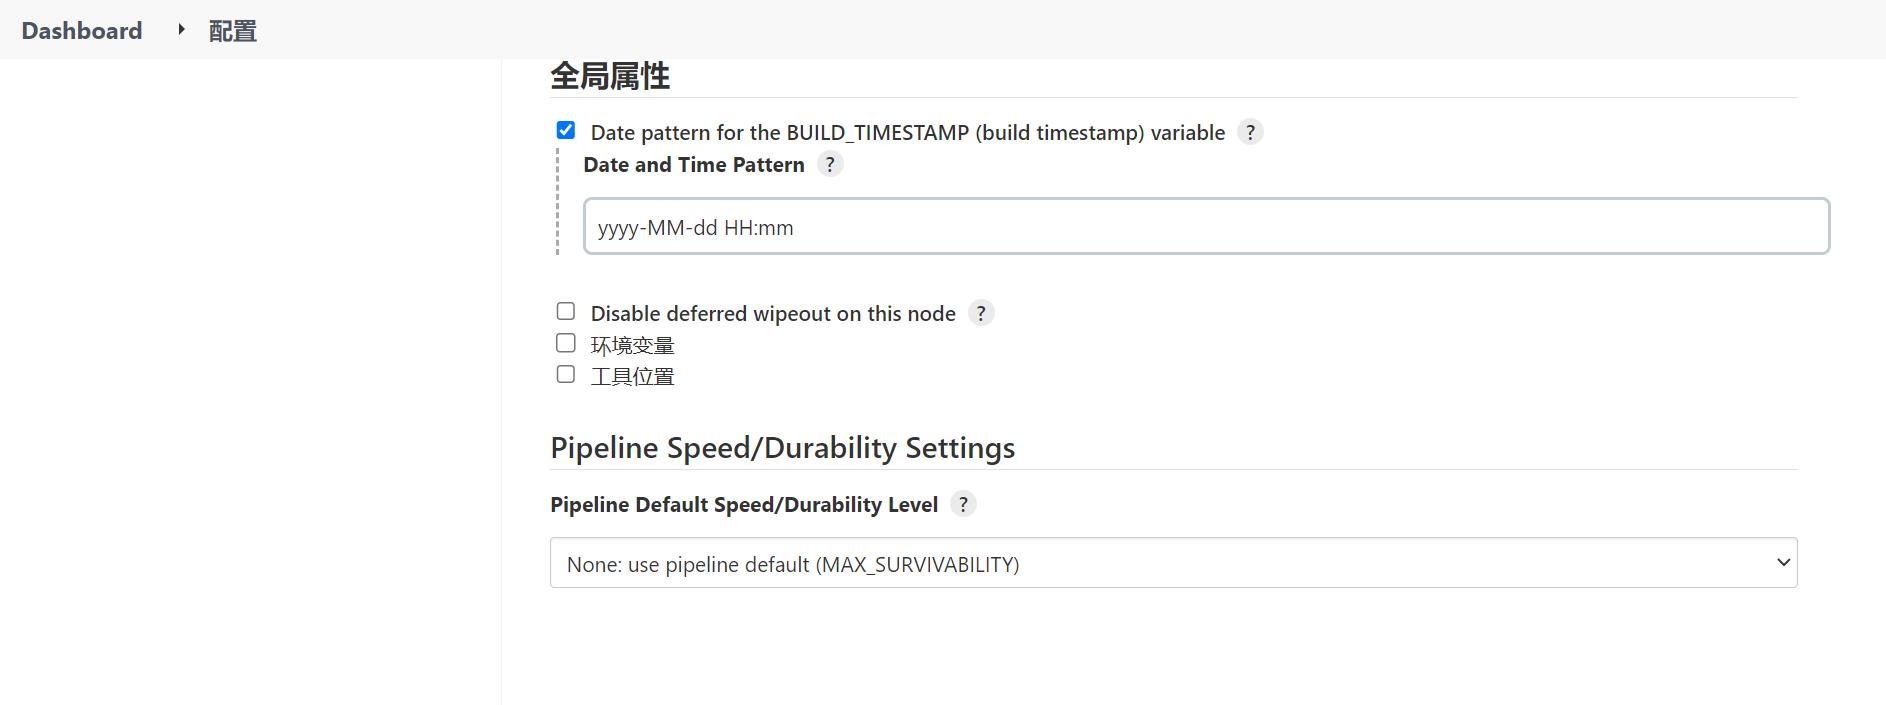 Dashboard 配置
全局属性
Date pattern for the BUILD_TIMESTAMP (build timestamp) variable ?
Date and Time Pattern ?
yyyy-MM-dd HH:mm
Disable deferred wipeout on this node ?
环境变量
工具位置
Pipeline Speed/Durability Settings
Pipeline Default Speed/Durability Level ?
None: use pipeline default (MAX_SURVIVABILITY)